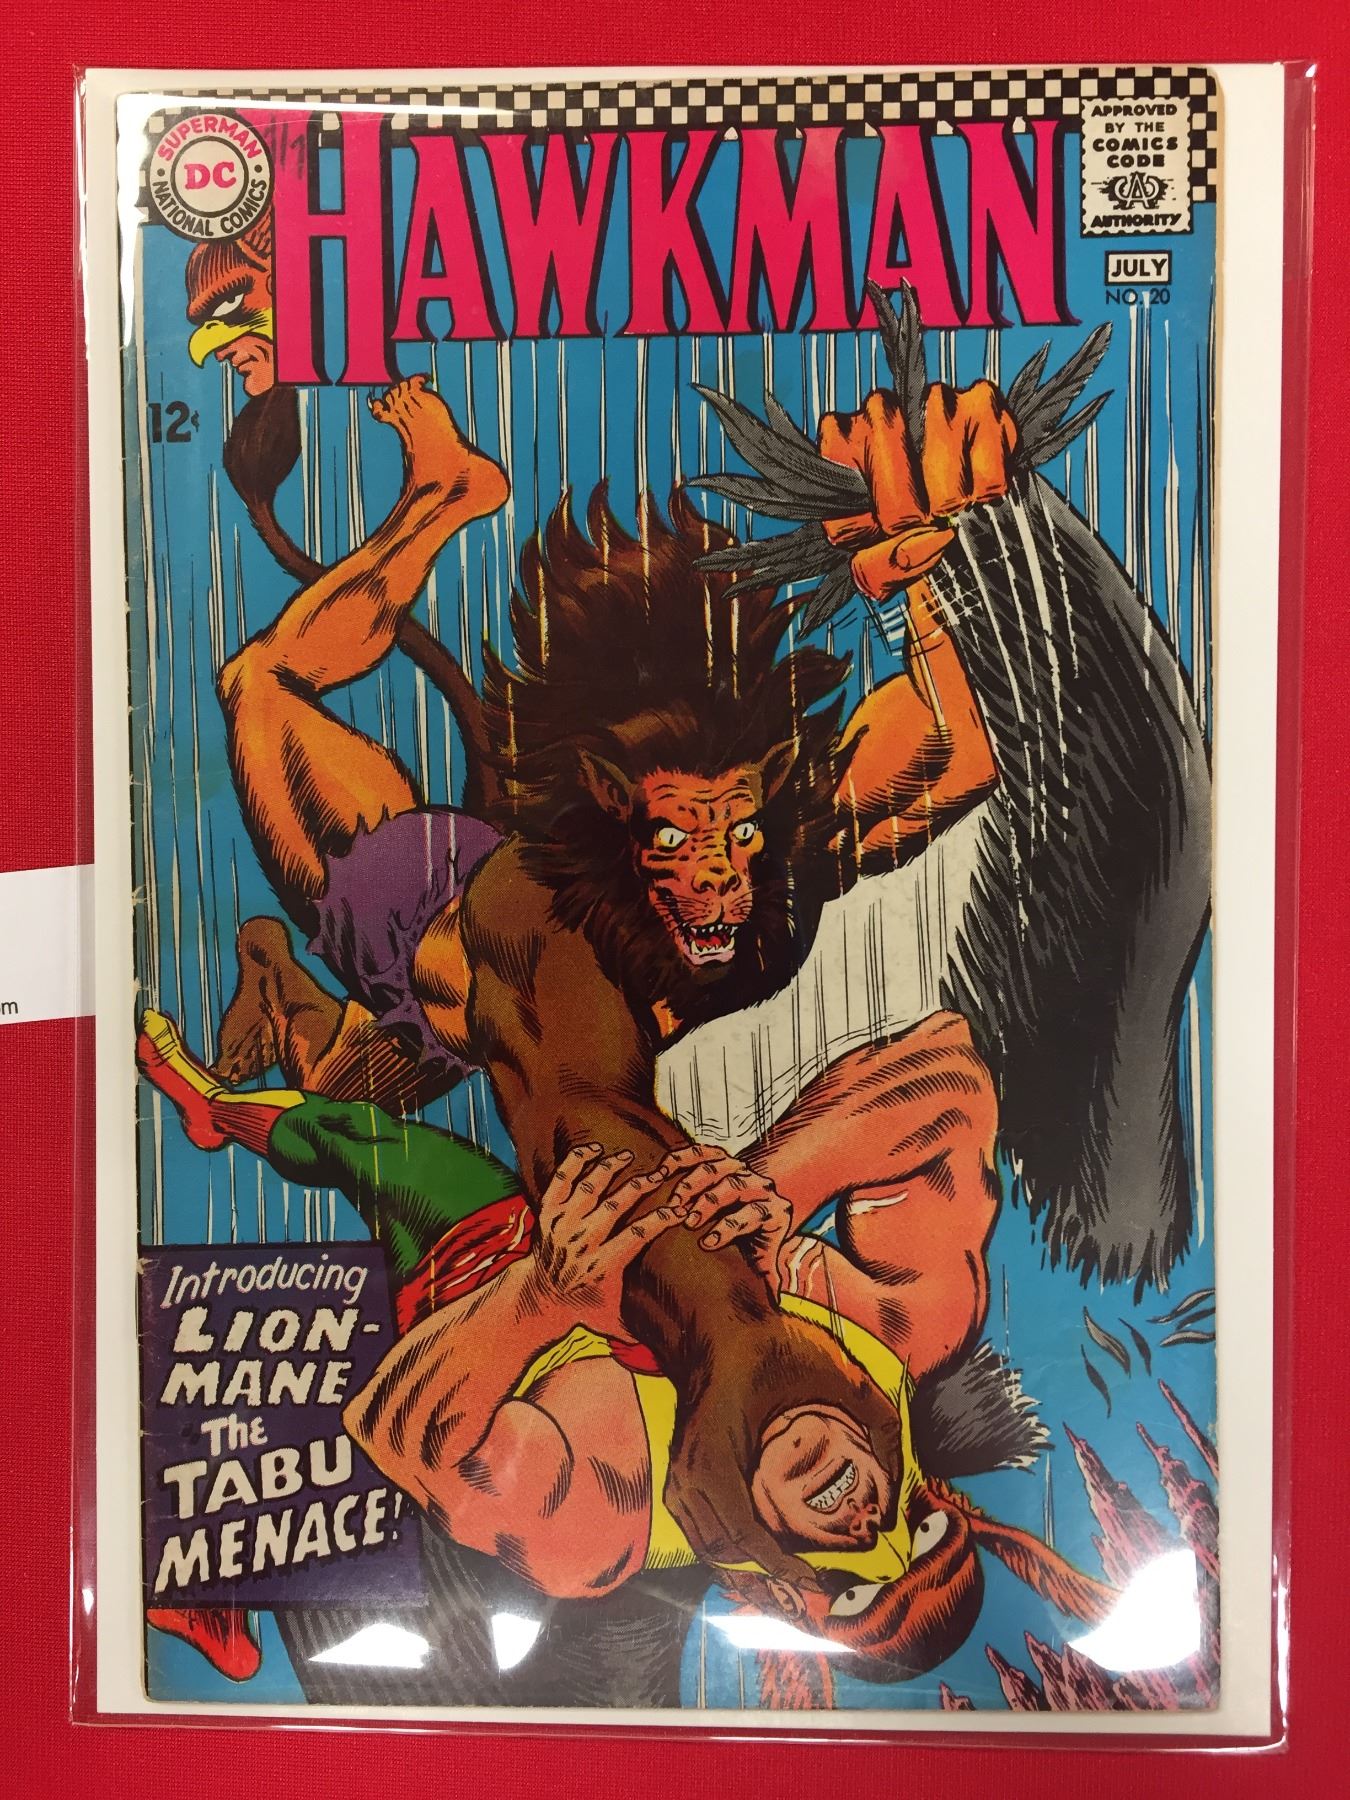 SUPERMAN
DC
NATIONAL COMICS
HAWKMAN
APPROVED
BY THE
COMICS
CODE
AUTHORITY
JULY
NO. 20
12¢
m
Introducing
LION-
MANE
The
TABU
MENACE!